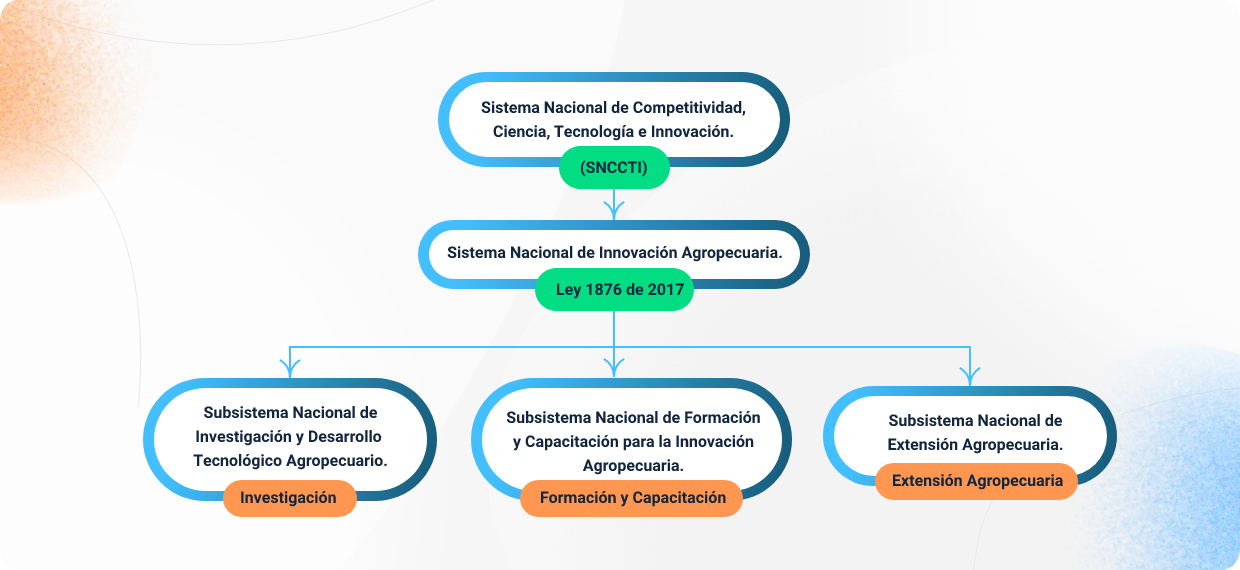 Sistema Nacional de Competitividad,
Ciencia, Tecnología e Innovación.
(SNCCTI)
Sistema Nacional de Innovación Agropecuaria.
Ley 1876 de 2017
Subsistema Nacional de
Investigación y Desarrollo
Tecnológico Agropecuario.
Investigación
Subsistema Nacional de Formación
y Capacitación para la Innovación
Agropecuaria.
Formación y Capacitación
Subsistema Nacional de
Extensión Agropecuaria.
Extensión Agropecuaria